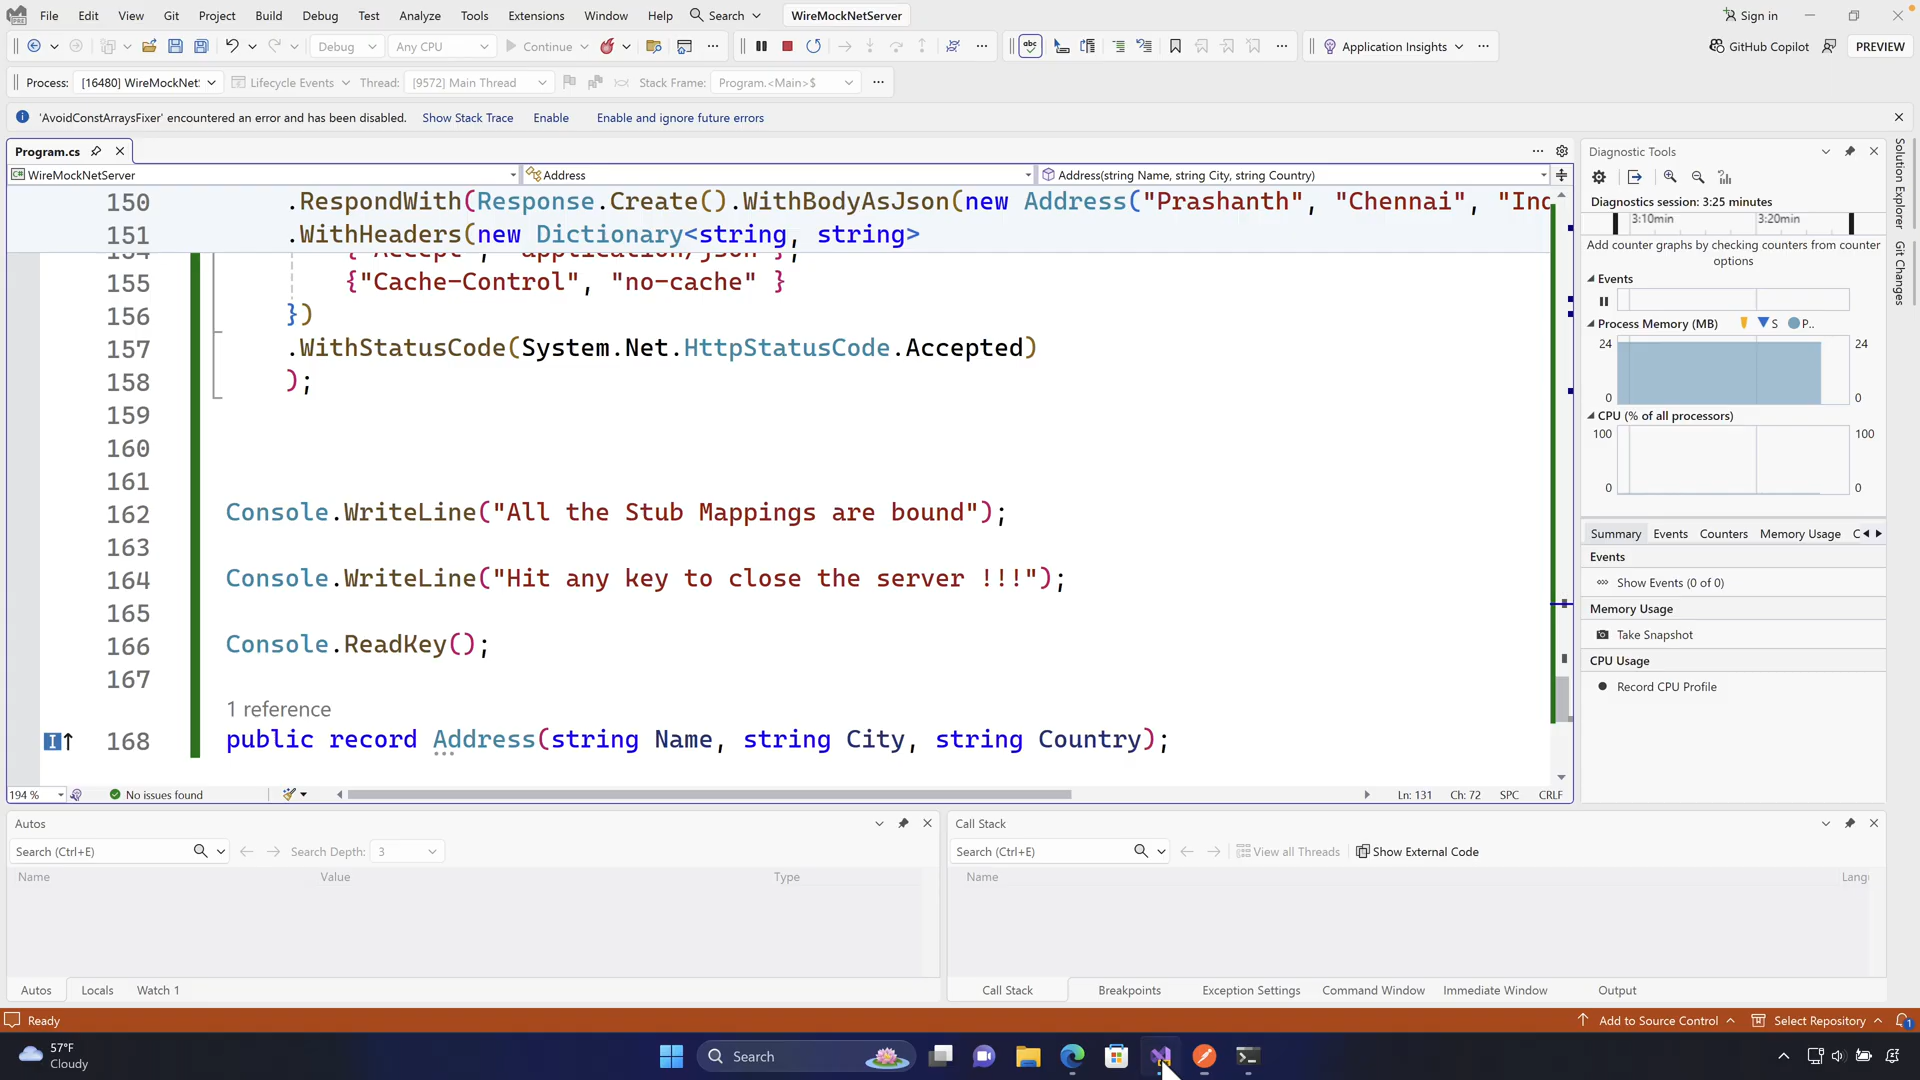 File Edit View Git Project Build Debug Test Analyze Tools Extensions Window Help Search WireMockNetServer Sign in
Debug Any CPU Continue Application Insights GitHub Copilot PREVIEW
Process: [16480] WireMockNet: Lifecycle Events Thread: [9572] Main Thread Stack Frame: Program.<Main>$
'AvoidConstArraysFixer' encountered an error and has been disabled. Show Stack Trace Enable Enable and ignore future errors
Program.cs
WireMockNetServer Address Address(string Name, string City, string Country)
150 .RespondWith(Response.Create().WithBodyAsJson(new Address("Prashanth", "Chennai", "Ind
151 .WithHeaders(new Dictionary<string, string>
{"Accept", "application/json"},
155 {"Cache-Control", "no-cache" }
156 })
157 .WithStatusCode(System.Net.HttpStatusCode.Accepted)
158 );
159
160
161
162 Console.WriteLine("All the Stub Mappings are bound");
163
164 Console.WriteLine("Hit any key to close the server !!!");
165
166 Console.ReadKey();
167
1 reference
168 public record Address(string Name, string City, string Country);
194 % No issues found Ln: 131 Ch: 72 SPC CRLF
Diagnostic Tools
Diagnostics session: 3:25 minutes
3:10min 3:20min
Add counter graphs by checking counters from counter
options
Events
Process Memory (MB) S P..
24 24
0 0
CPU (% of all processors)
100 100
0 0
Summary Events Counters Memory Usage C
Events
Show Events (0 of 0)
Memory Usage
Take Snapshot
CPU Usage
Record CPU Profile
Solution Explorer
Git Changes
Autos
Search (Ctrl+E) Search Depth: 3
Name Value Type
Autos Locals Watch 1
Call Stack
Search (Ctrl+E) View all Threads Show External Code
Name Lang
Call Stack Breakpoints Exception Settings Command Window Immediate Window Output
Ready Add to Source Control Select Repository 1
57°F
Cloudy
Search